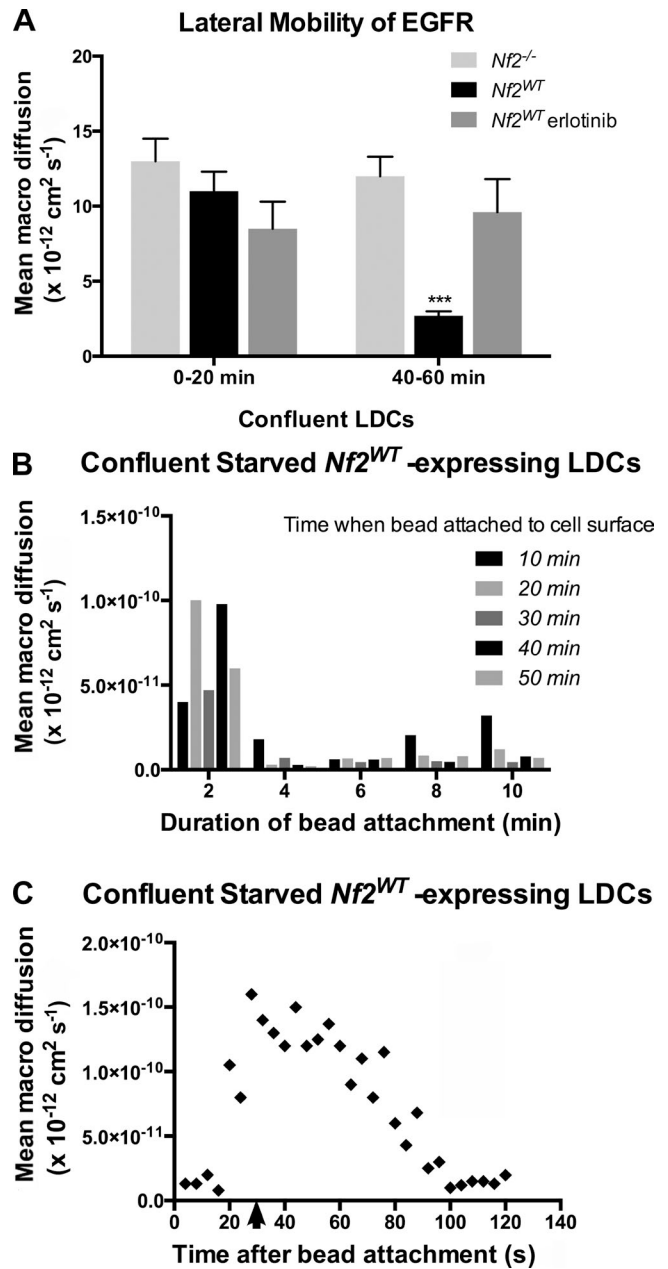 A
Lateral Mobility of EGFR
Mean macro diffusion
(x 10⁻¹² cm² s⁻¹)
20
15
10
5
0
Nf2⁻/⁻
Nf2ᵂᵀ
Nf2ᵂᵀ erlotinib
***
0-20 min
40-60 min
Confluent LDCs
B
Confluent Starved Nf2ᵂᵀ -expressing LDCs
Mean macro diffusion
(x 10⁻¹² cm² s⁻¹)
1.5×10⁻¹⁰
1.0×10⁻¹⁰
5.0×10⁻¹¹
0.0
Time when bead attached to cell surface
10 min
20 min
30 min
40 min
50 min
2 4 6 8 10
Duration of bead attachment (min)
C
Confluent Starved Nf2ᵂᵀ -expressing LDCs
Mean macro diffusion
(x 10⁻¹² cm² s⁻¹)
2.0×10⁻¹⁰
1.5×10⁻¹⁰
1.0×10⁻¹⁰
5.0×10⁻¹¹
0.0
0 20 40 60 80 100 120 140
Time after bead attachment (s)